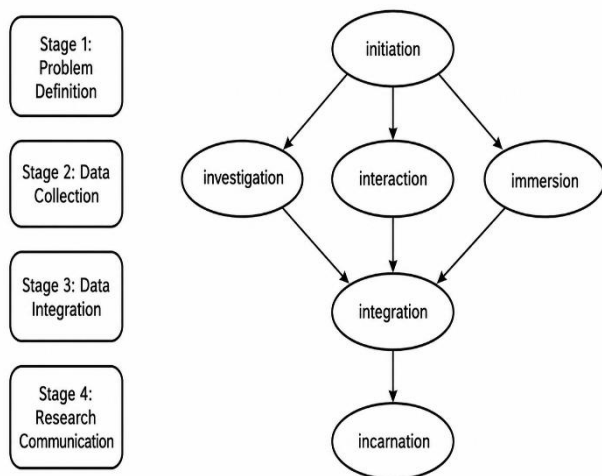 Stage 1:
Problem
Definition
initiation
Stage 2: Data
Collection
investigation
interaction
immersion
Stage 3: Data
Integration
integration
Stage 4:
Research
Communication
incarnation